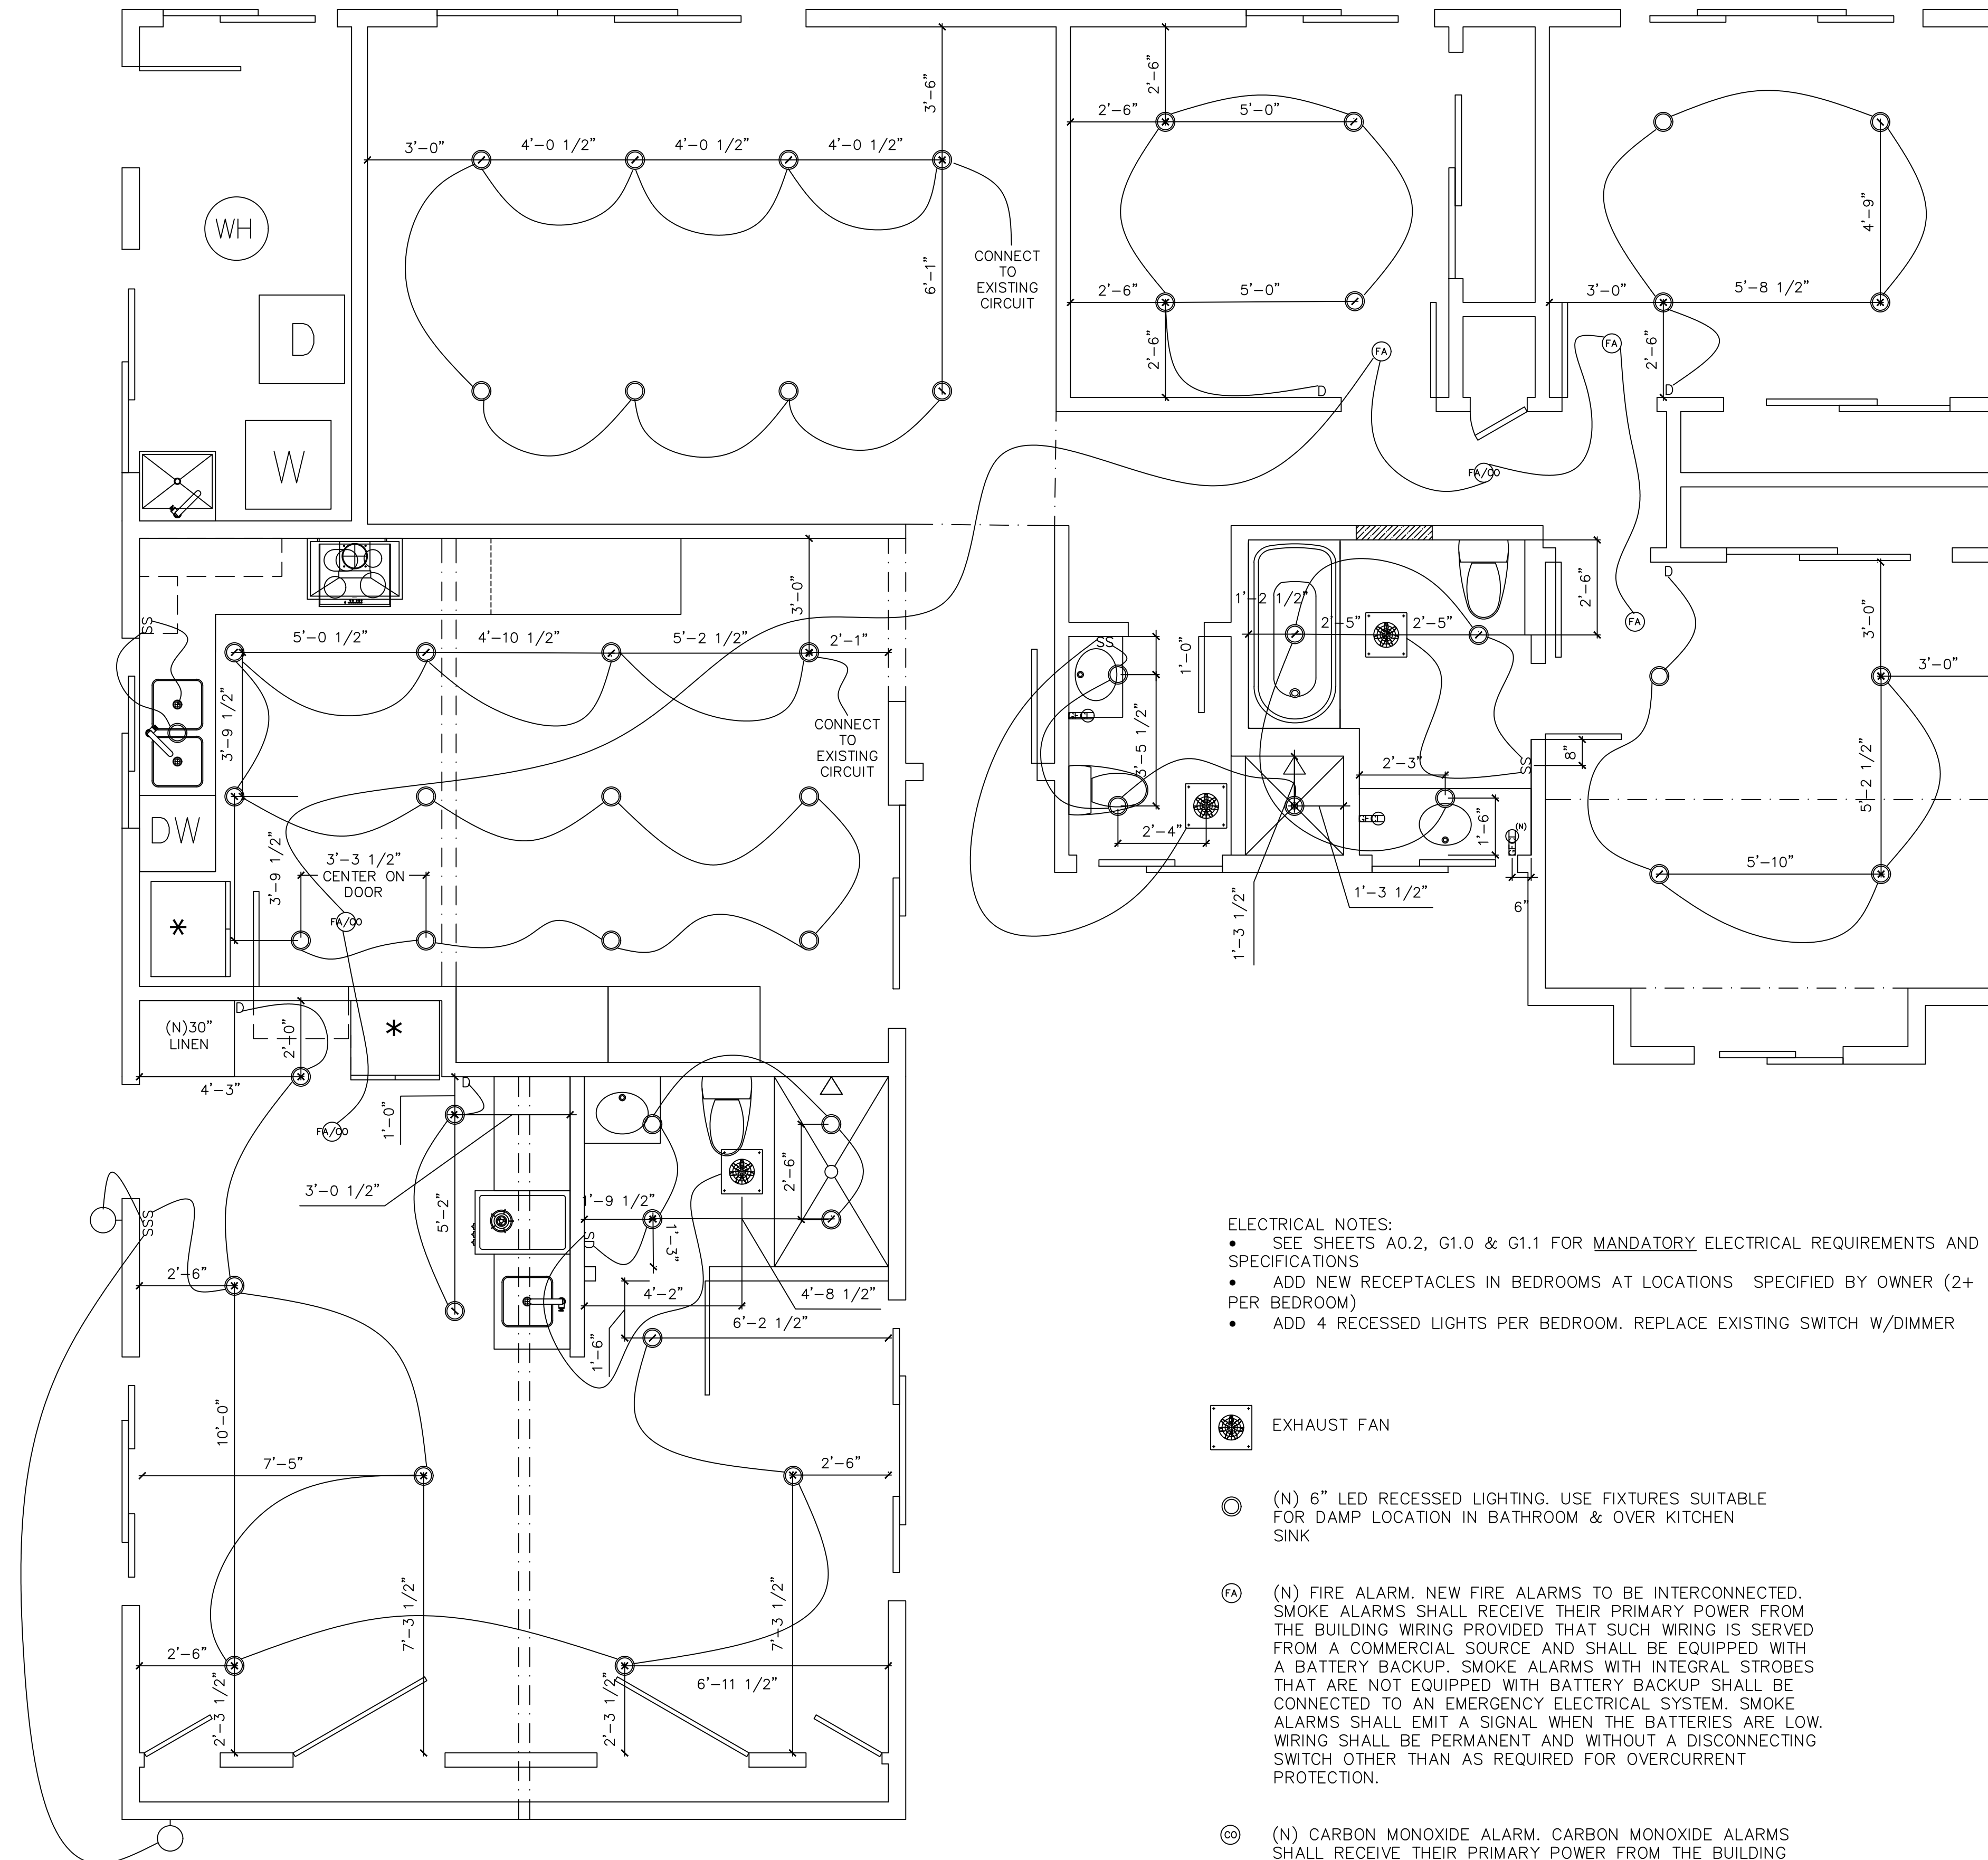 3'-6"
2'-6"
2'-6"
5'-0"
3'-0"
4'-0 1/2"
4'-0 1/2"
4'-0 1/2"
4'-9"
WH
6'-1"
CONNECT
TO
EXISTING
CIRCUIT
2'-6"
5'-0"
3'-0"
5'-8 1/2"
D
2'-6"
FA
FA
2'-6"
D
D
W
FA/CO
SS
5'-0 1/2"
4'-10 1/2"
5'-2 1/2"
3'-0"
2'-1"
SS
1'-0"
1'-2 1/2"
2'-5"
2'-5"
2'-6"
D
FA
3'-0"
3'-0"
3'-9 1/2"
CONNECT
TO
EXISTING
CIRCUIT
GFCI
3'-5 1/2"
2'-3"
SS
8"
5'-2 1/2"
DW
2'-4"
GFCI
1'-6"
(N)
3'-9 1/2"
3'-3 1/2"
CENTER ON
DOOR
5'-10"
*
FA/CO
1'-3 1/2"
1'-3 1/2"
6"
D
(N)30"
LINEN
2'-0"
*
4'-3"
D
1'-0"
FA/CO
3'-0 1/2"
2'-6"
SSS
5'-2"
1'-9 1/2"
1'-3"
SD
2'-6"
4'-2"
4'-8 1/2"
6'-2 1/2"
1'-6"
10'-0"
7'-5"
2'-6"
7'-3 1/2"
7'-3 1/2"
2'-6"
2'-3 1/2"
2'-3 1/2"
6'-11 1/2"
ELECTRICAL NOTES:
• SEE SHEETS A0.2, G1.0 & G1.1 FOR MANDATORY ELECTRICAL REQUIREMENTS AND
SPECIFICATIONS
• ADD NEW RECEPTACLES IN BEDROOMS AT LOCATIONS SPECIFIED BY OWNER (2+
PER BEDROOM)
• ADD 4 RECESSED LIGHTS PER BEDROOM. REPLACE EXISTING SWITCH W/DIMMER
EXHAUST FAN
(N) 6" LED RECESSED LIGHTING. USE FIXTURES SUITABLE
FOR DAMP LOCATION IN BATHROOM & OVER KITCHEN
SINK
FA
(N) FIRE ALARM. NEW FIRE ALARMS TO BE INTERCONNECTED.
SMOKE ALARMS SHALL RECEIVE THEIR PRIMARY POWER FROM
THE BUILDING WIRING PROVIDED THAT SUCH WIRING IS SERVED
FROM A COMMERCIAL SOURCE AND SHALL BE EQUIPPED WITH
A BATTERY BACKUP. SMOKE ALARMS WITH INTEGRAL STROBES
THAT ARE NOT EQUIPPED WITH BATTERY BACKUP SHALL BE
CONNECTED TO AN EMERGENCY ELECTRICAL SYSTEM. SMOKE
ALARMS SHALL EMIT A SIGNAL WHEN THE BATTERIES ARE LOW.
WIRING SHALL BE PERMANENT AND WITHOUT A DISCONNECTING
SWITCH OTHER THAN AS REQUIRED FOR OVERCURRENT
PROTECTION.
CO
(N) CARBON MONOXIDE ALARM. CARBON MONOXIDE ALARMS
SHALL RECEIVE THEIR PRIMARY POWER FROM THE BUILDING